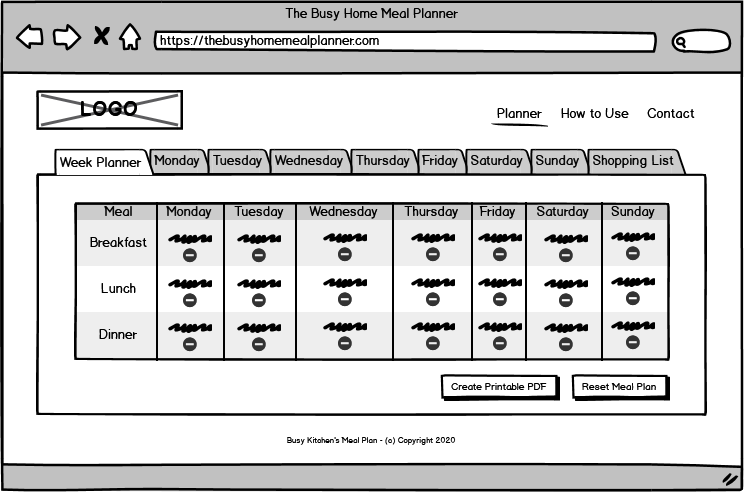 The Busy Home Meal Planner
https://thebusyhomemealplanner.com
LOGO
Planner How to Use Contact
Week Planner Monday Tuesday Wednesday Thursday Friday Saturday Sunday Shopping List
Meal Monday Tuesday Wednesday Thursday Friday Saturday Sunday
Breakfast
Lunch
Dinner
Create Printable PDF Reset Meal Plan
Busy Kitchen's Meal Plan - (c) Copyright 2020